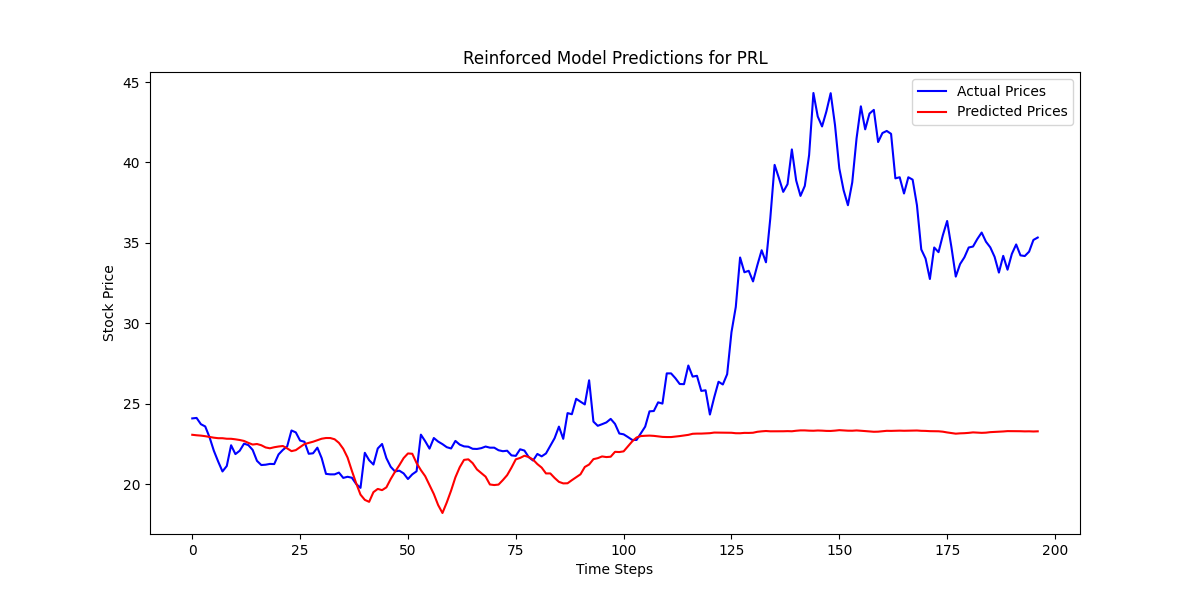 Reinforced Model Predictions for PRL
Actual Prices
Predicted Prices
45
40
35
30
25
20
Stock Price
0 25 50 75 100 125 150 175 200
Time Steps